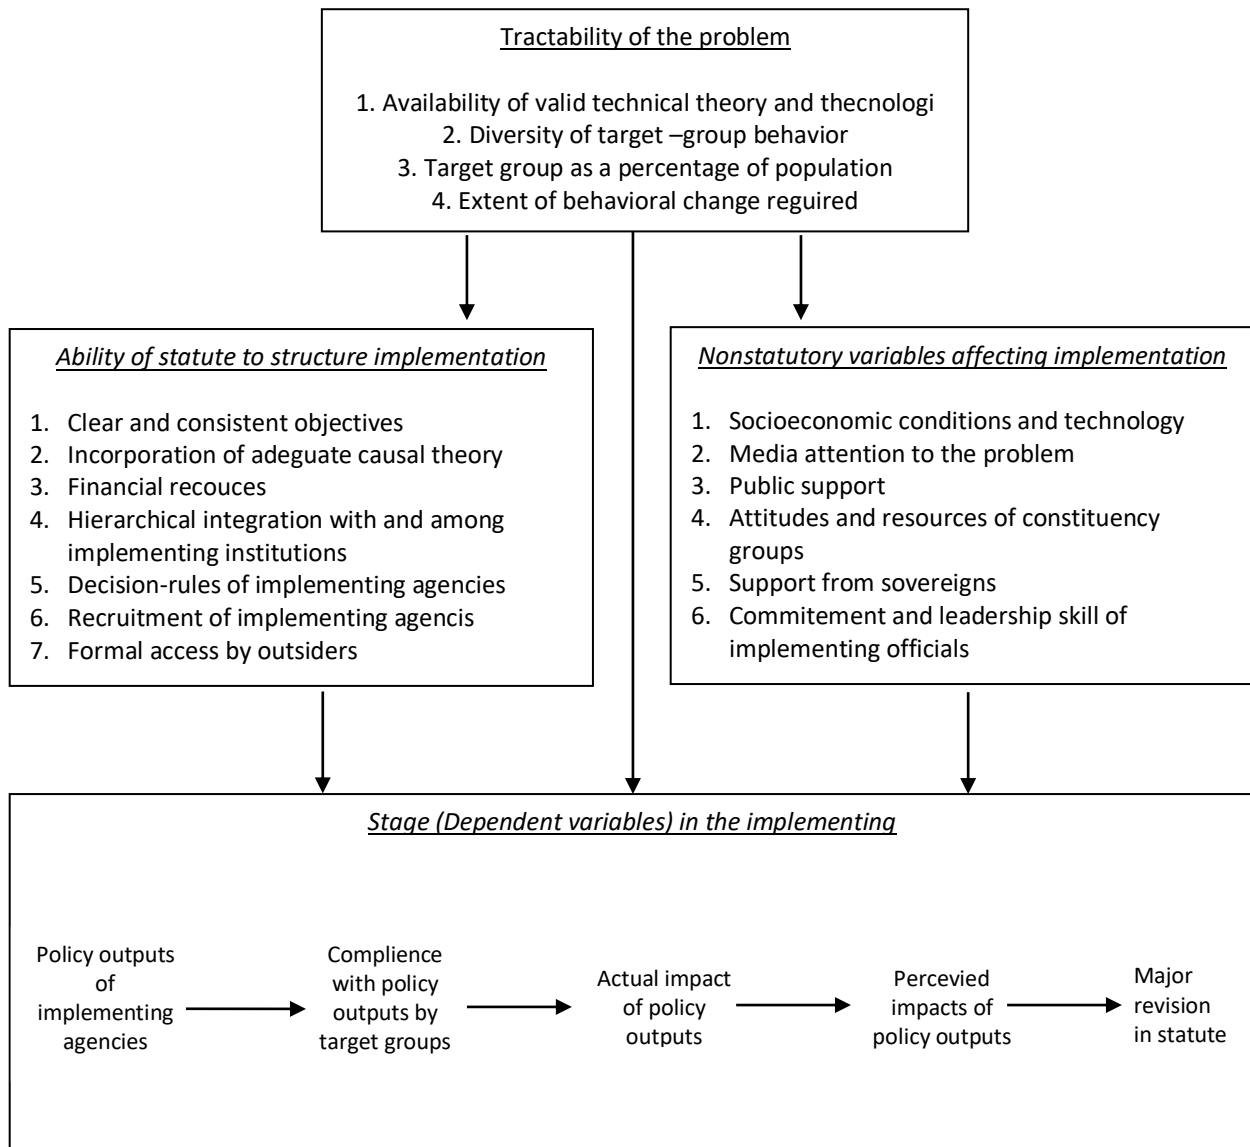 Tractability of the problem
1. Availability of valid technical theory and thecnologi
2. Diversity of target –group behavior
3. Target group as a percentage of population
4. Extent of behavioral change reguired
Ability of statute to structure implementation
1. Clear and consistent objectives
2. Incorporation of adequate causal theory
3. Financial recouces
4. Hierarchical integration with and among
implementing institutions
5. Decision-rules of implementing agencies
6. Recruitment of implementing agencis
7. Formal access by outsiders
Nonstatutory variables affecting implementation
1. Socioeconomic conditions and technology
2. Media attention to the problem
3. Public support
4. Attitudes and resources of constituency
groups
5. Support from sovereigns
6. Commitement and leadership skill of
implementing officials
Stage (Dependent variables) in the implementing
Policy outputs
of
implementing
agencies
Complience
with policy
outputs by
target groups
Actual impact
of policy
outputs
Percevied
impacts of
policy outputs
Major
revision
in statute